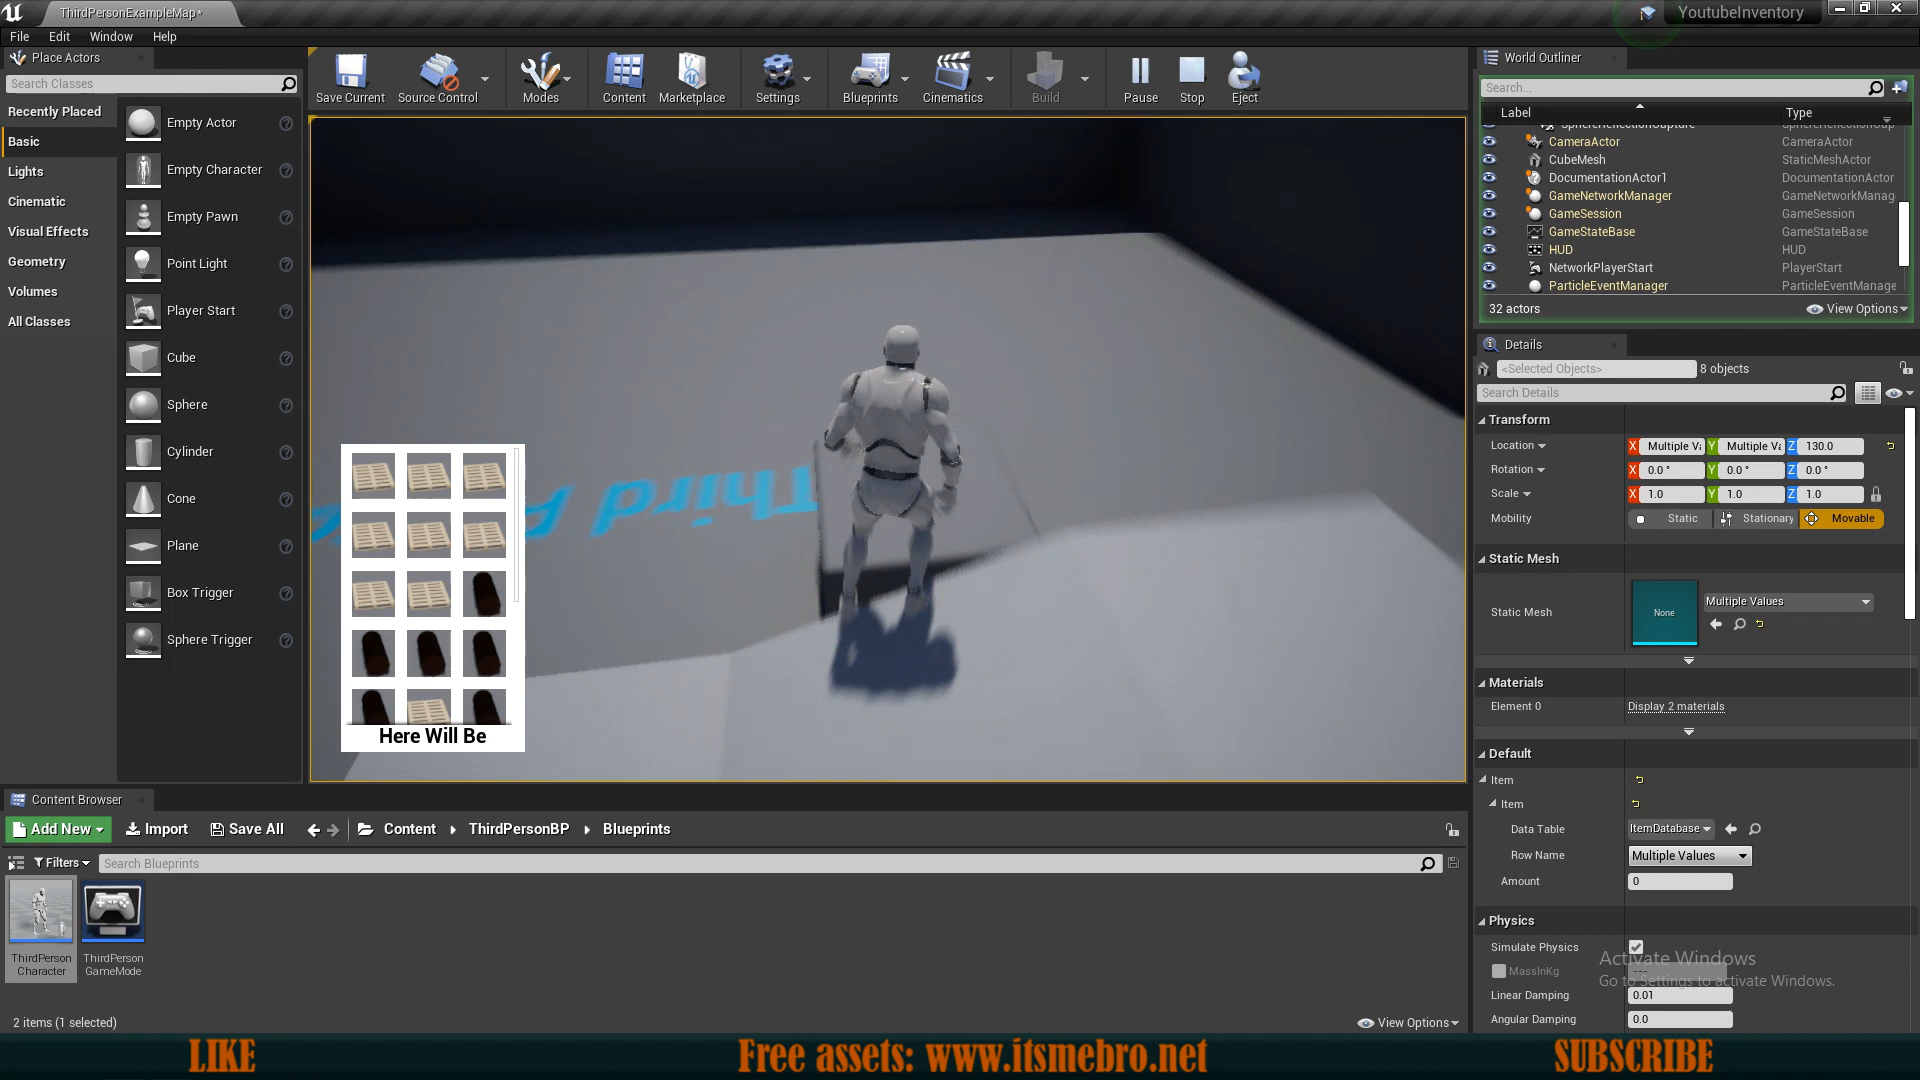 ThirdPersonExampleMap*
YoutubeInventory
File Edit Window Help
Place Actors
Search Classes
Recently Placed
Basic
Lights
Cinematic
Visual Effects
Geometry
Volumes
All Classes
Empty Actor
Empty Character
Empty Pawn
Point Light
Player Start
Cube
Sphere
Cylinder
Cone
Plane
Box Trigger
Sphere Trigger
Save Current
Source Control
Modes
Content
Marketplace
Settings
Blueprints
Cinematics
Build
Pause
Stop
Eject
Third
Here Will Be
World Outliner
Search...
Label Type
CameraActor CameraActor
CubeMesh StaticMeshActor
DocumentationActor1 DocumentationActor
GameNetworkManager GameNetworkManag
GameSession GameSession
GameStateBase GameStateBase
HUD HUD
NetworkPlayerStart PlayerStart
ParticleEventManager ParticleEventManage
32 actors View Options
Details
<Selected Objects> 8 objects
Search Details
Transform
Location X Multiple Va Y Multiple Va Z 130.0
Rotation X 0.0 ° Y 0.0 ° Z 0.0 °
Scale X 1.0 Y 1.0 Z 1.0
Mobility Static Stationary Movable
Static Mesh
Static Mesh None Multiple Values
Materials
Element 0 Display 2 materials
Default
Item
Item
Data Table ItemDatabase
Row Name Multiple Values
Amount 0
Physics
Simulate Physics
MassInKg ---
Linear Damping 0.01
Angular Damping 0.0
Activate Windows
Go to Settings to activate Windows.
Content Browser
Add New Import Save All Content ThirdPersonBP Blueprints
Filters Search Blueprints
ThirdPerson
Character
ThirdPerson
GameMode
2 items (1 selected) View Options
LIKE
Free assets: www.itsmebro.net
SUBSCRIBE